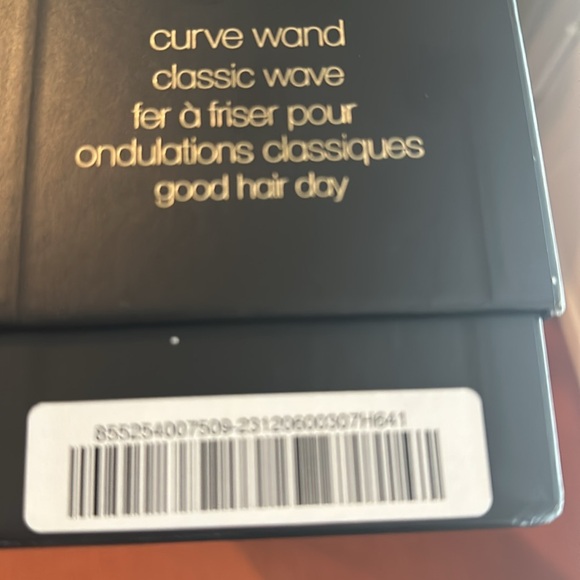 curve wand
classic wave
fer à friser pour
ondulations classiques
good hair day
855254007509-23120600307H641